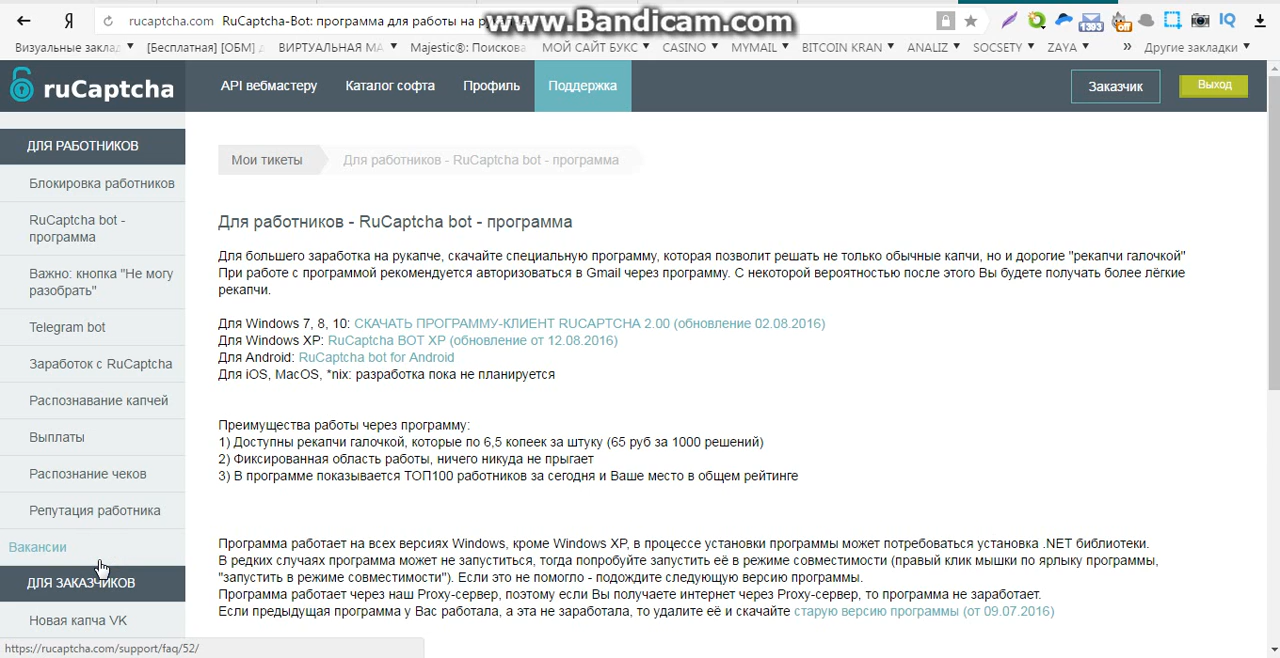 Я rucaptcha.com RuCaptcha-Bot: программа для работы на
www.Bandicam.com
1393
off
IQ
Визуальные заклад [Бесплатная] [ОБМ] ВИРТУАЛЬНАЯ МА Majestic®: Поискова МОЙ САЙТ БУКС CASINO MYMAIL BITCOIN KRAN ANALIZ SOCSETY ZAYA » Другие закладки
ruCaptcha API вебмастеру Каталог софта Профиль Поддержка Заказчик Выход
ДЛЯ РАБОТНИКОВ
Блокировка работников
RuCaptcha bot -
программа
Важно: кнопка "Не могу
разобрать"
Telegram bot
Заработок с RuCaptcha
Распознавание капчей
Выплаты
Распознание чеков
Репутация работника
Вакансии
ДЛЯ ЗАКАЗЧИКОВ
Новая капча VK
https://rucaptcha.com/support/faq/52/
Мои тикеты Для работников - RuCaptcha bot - программа
Для работников - RuCaptcha bot - программа
Для большего заработка на рукапче, скачайте специальную программу, которая позволит решать не только обычные капчи, но и дорогие "рекапчи галочкой"
При работе с программой рекомендуется авторизоваться в Gmail через программу. С некоторой вероятностью после этого Вы будете получать более лёгкие
рекапчи.
Для Windows 7, 8, 10: СКАЧАТЬ ПРОГРАММУ-КЛИЕНТ RUCAPTCHA 2.00 (обновление 02.08.2016)
Для Windows XP: RuCaptcha BOT XP (обновление от 12.08.2016)
Для Android: RuCaptcha bot for Android
Для iOS, MacOS, *nix: разработка пока не планируется
Преимущества работы через программу:
1) Доступны рекапчи галочкой, которые по 6,5 копеек за штуку (65 руб за 1000 решений)
2) Фиксированная область работы, ничего никуда не прыгает
3) В программе показывается ТОП100 работников за сегодня и Ваше место в общем рейтинге
Программа работает на всех версиях Windows, кроме Windows XP, в процессе установки программы может потребоваться установка .NET библиотеки.
В редких случаях программа может не запуститься, тогда попробуйте запустить её в режиме совместимости (правый клик мышки по ярлыку программы,
"запустить в режиме совместимости"). Если это не помогло - подождите следующую версию программы.
Программа работает через наш Proxy-сервер, поэтому если Вы получаете интернет через Proxy-сервер, то программа не заработает.
Если предыдущая программа у Вас работала, а эта не заработала, то удалите её и скачайте старую версию программы (от 09.07.2016)